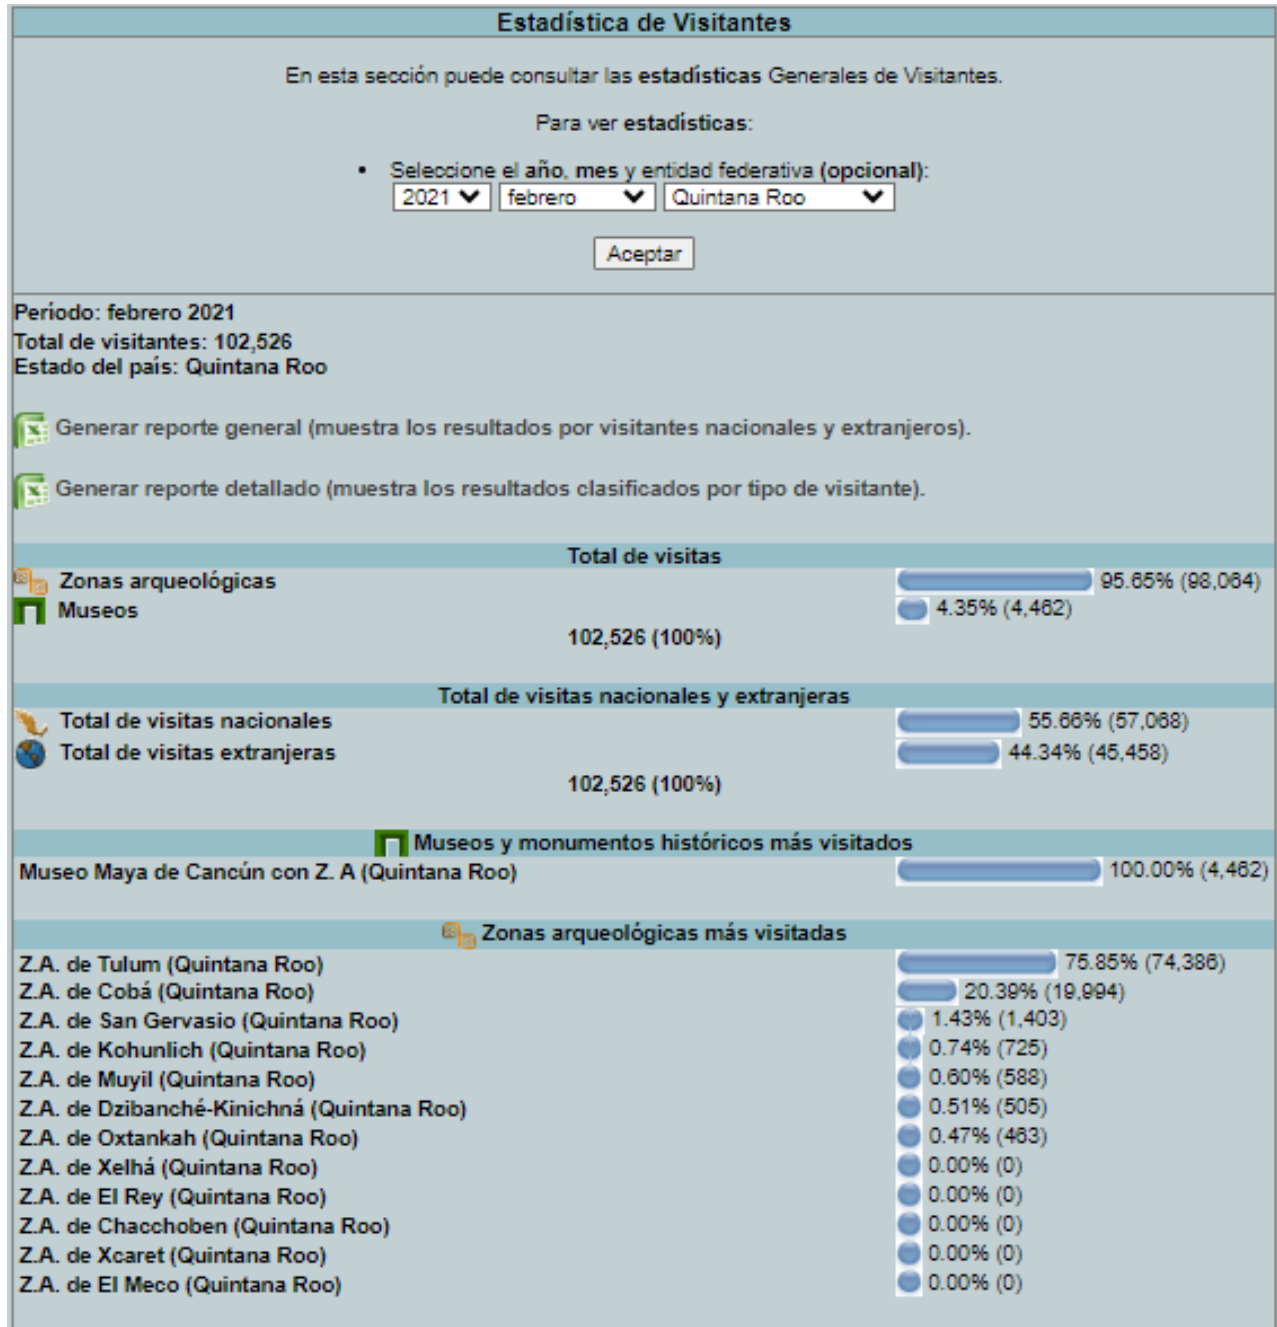 Estadística de Visitantes
En esta sección puede consultar las estadísticas Generales de Visitantes.
Para ver estadísticas:
• Seleccione el año, mes y entidad federativa (opcional):
2021 febrero Quintana Roo
Aceptar
Período: febrero 2021
Total de visitantes: 102,526
Estado del país: Quintana Roo
Generar reporte general (muestra los resultados por visitantes nacionales y extranjeros).
Generar reporte detallado (muestra los resultados clasificados por tipo de visitante).
Total de visitas
Zonas arqueológicas 95.65% (98,064)
Museos 4.35% (4,462)
102,526 (100%)
Total de visitas nacionales y extranjeras
Total de visitas nacionales 55.66% (57,068)
Total de visitas extranjeras 44.34% (45,458)
102,526 (100%)
Museos y monumentos históricos más visitados
Museo Maya de Cancún con Z. A (Quintana Roo) 100.00% (4,462)
Zonas arqueológicas más visitadas
Z.A. de Tulum (Quintana Roo) 75.85% (74,386)
Z.A. de Cobá (Quintana Roo) 20.39% (19,994)
Z.A. de San Gervasio (Quintana Roo) 1.43% (1,403)
Z.A. de Kohunlich (Quintana Roo) 0.74% (725)
Z.A. de Muyil (Quintana Roo) 0.60% (588)
Z.A. de Dzibanché-Kinichná (Quintana Roo) 0.51% (505)
Z.A. de Oxtankah (Quintana Roo) 0.47% (463)
Z.A. de Xelhá (Quintana Roo) 0.00% (0)
Z.A. de El Rey (Quintana Roo) 0.00% (0)
Z.A. de Chacchoben (Quintana Roo) 0.00% (0)
Z.A. de Xcaret (Quintana Roo) 0.00% (0)
Z.A. de El Meco (Quintana Roo) 0.00% (0)